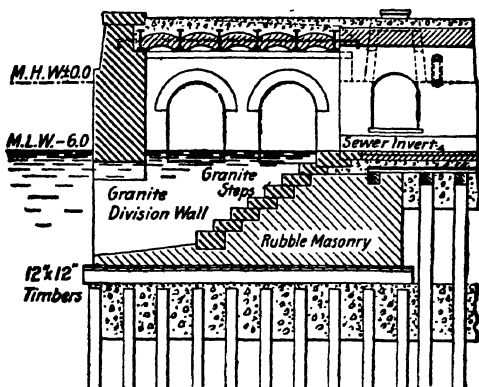 M.H.W±0.0
M.L.W.-6.0
Sewer Invert
Granite
Steps
Granite
Division Wall
Rubble Masonry
12"x12"
Timbers